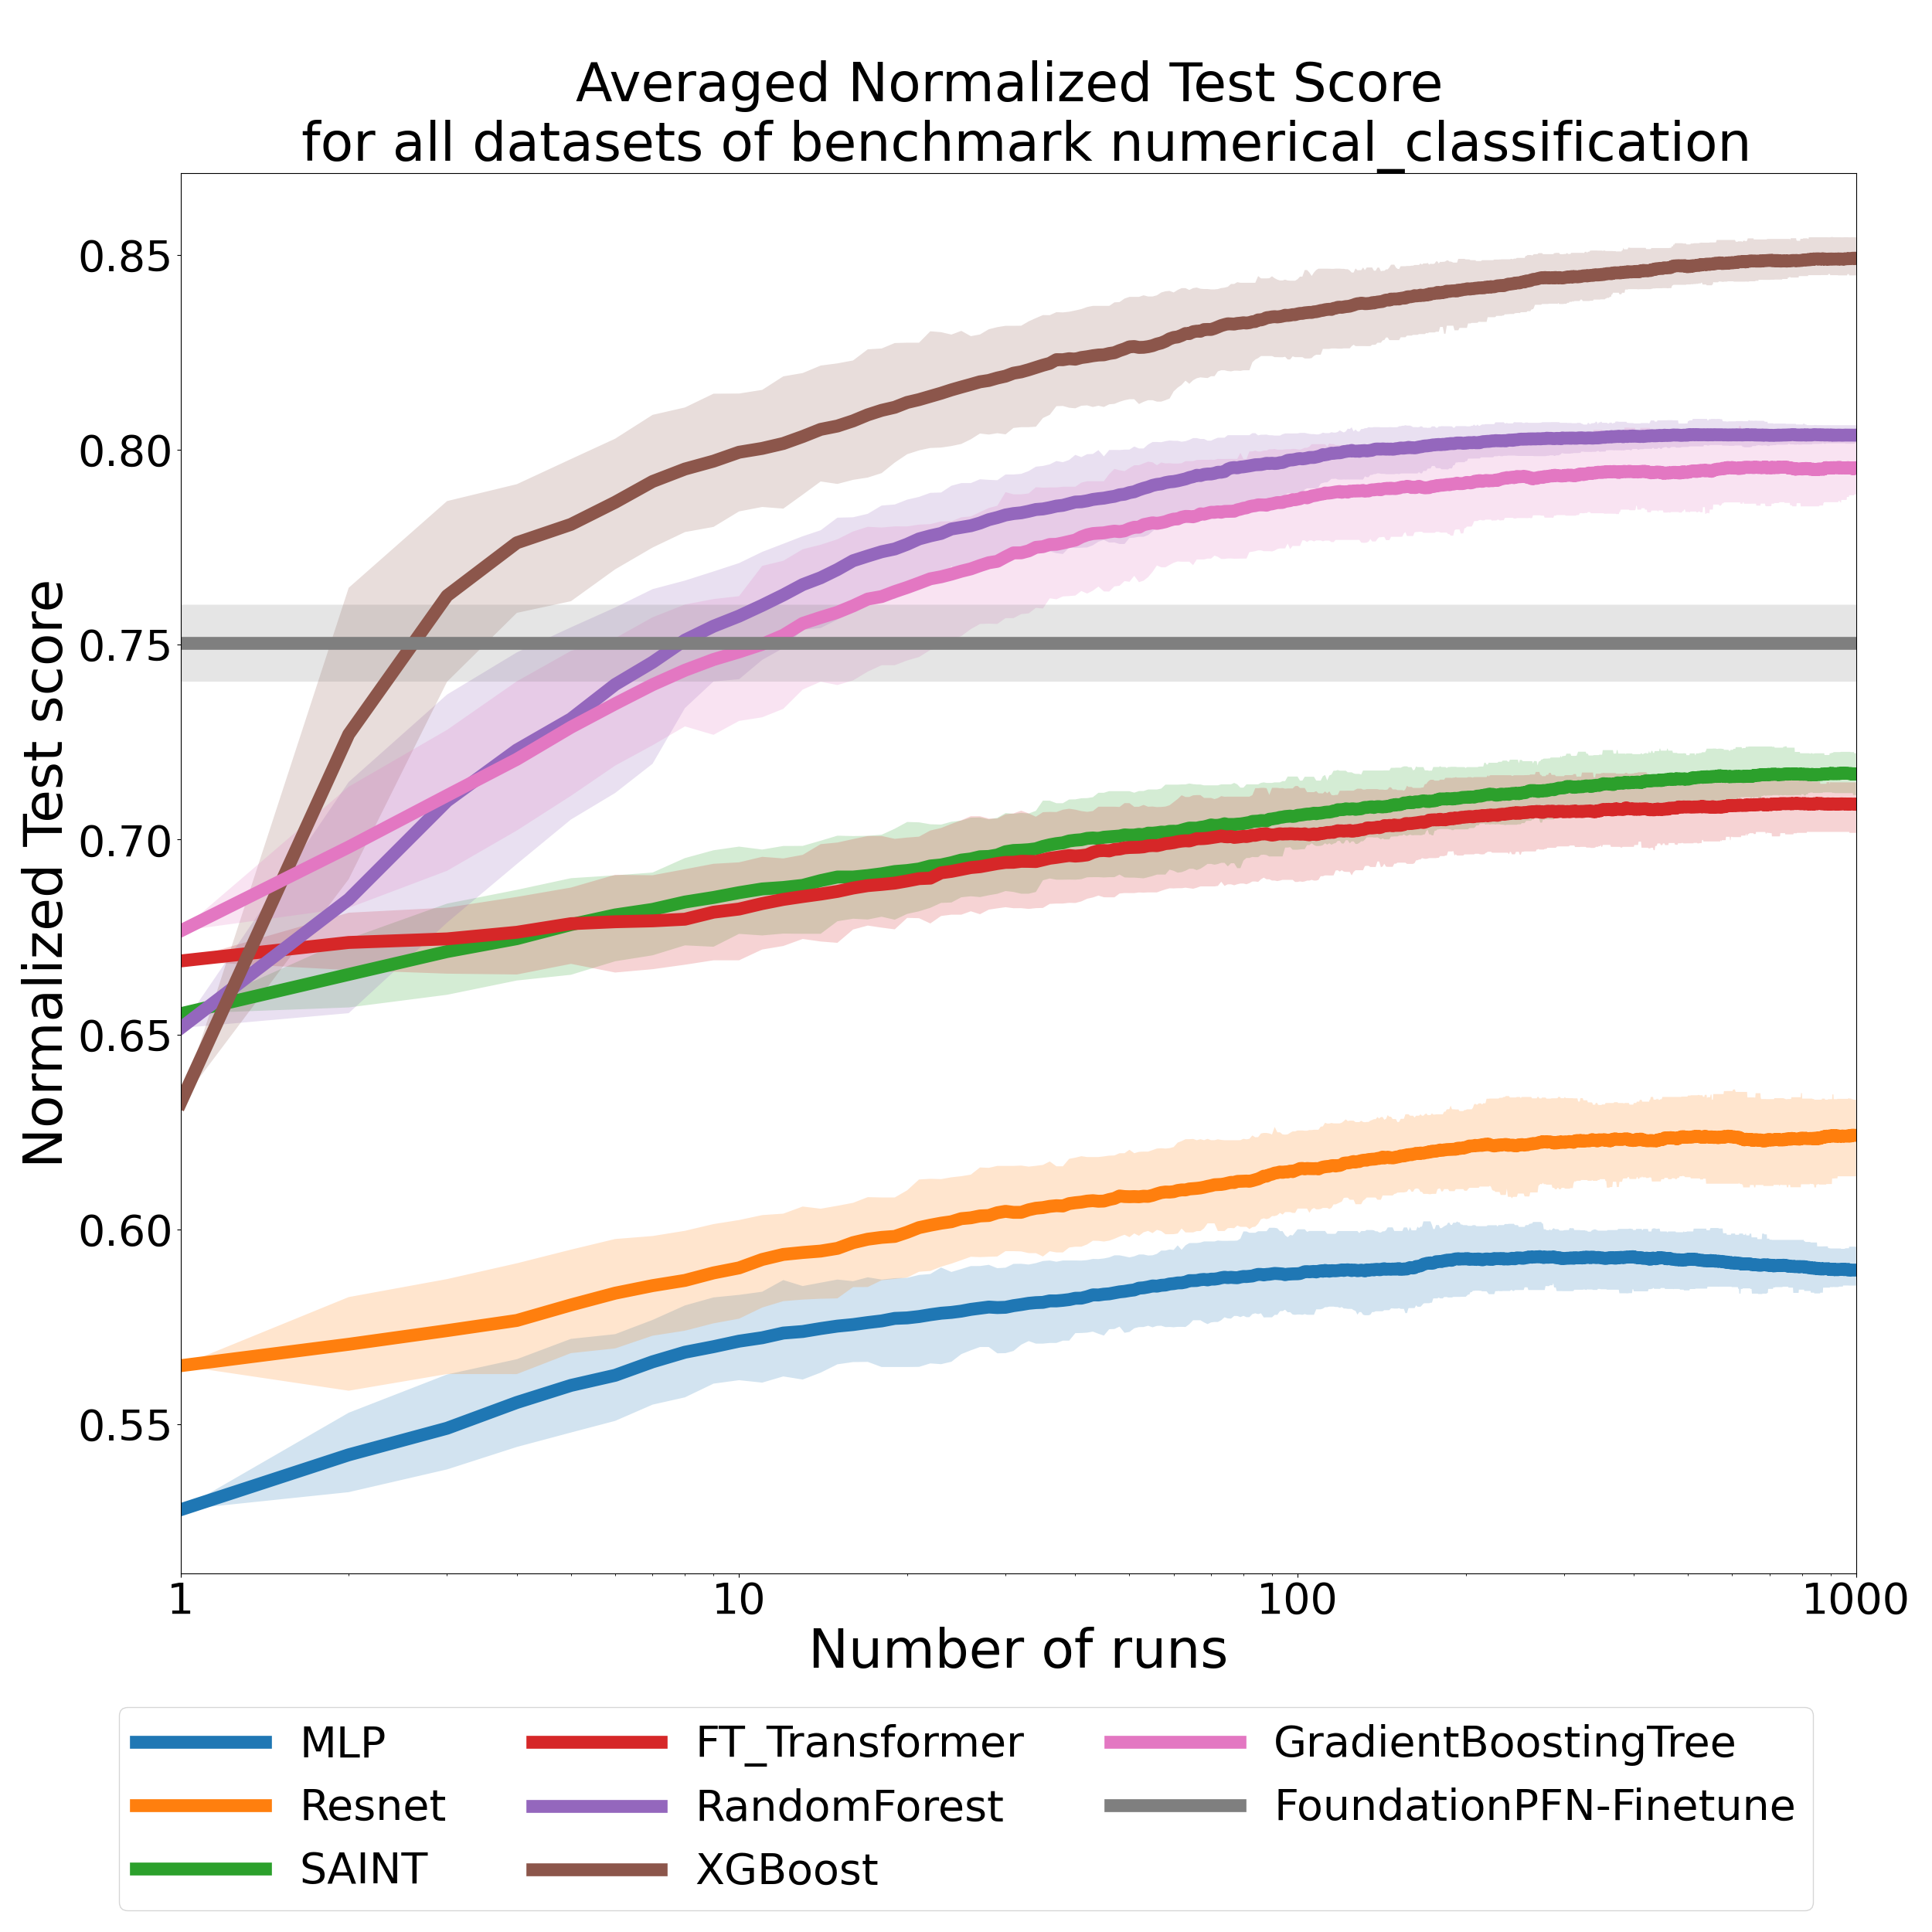 Averaged Normalized Test Score
for all datasets of benchmark numerical_classification
Normalized Test score
0.85
0.80
0.75
0.70
0.65
0.60
0.55
1
10
100
1000
Number of runs
MLP
Resnet
SAINT
FT_Transformer
RandomForest
XGBoost
GradientBoostingTree
FoundationPFN-Finetune